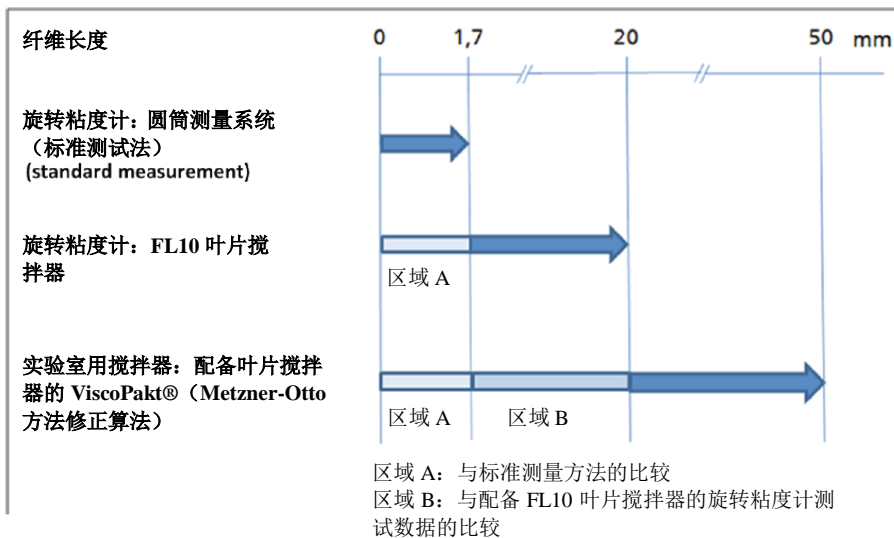 纤维长度
0 1,7 20 50 mm
旋转粘度计：圆筒测量系统
（标准测试法）
(standard measurement)
旋转粘度计：FL10 叶片搅
拌器
区域 A
实验室用搅拌器：配备叶片搅拌
器的 ViscoPakt®（Metzner-Otto
方法修正算法）
区域 A 区域 B
区域 A：与标准测量方法的比较
区域 B：与配备 FL10 叶片搅拌器的旋转粘度计测
试数据的比较